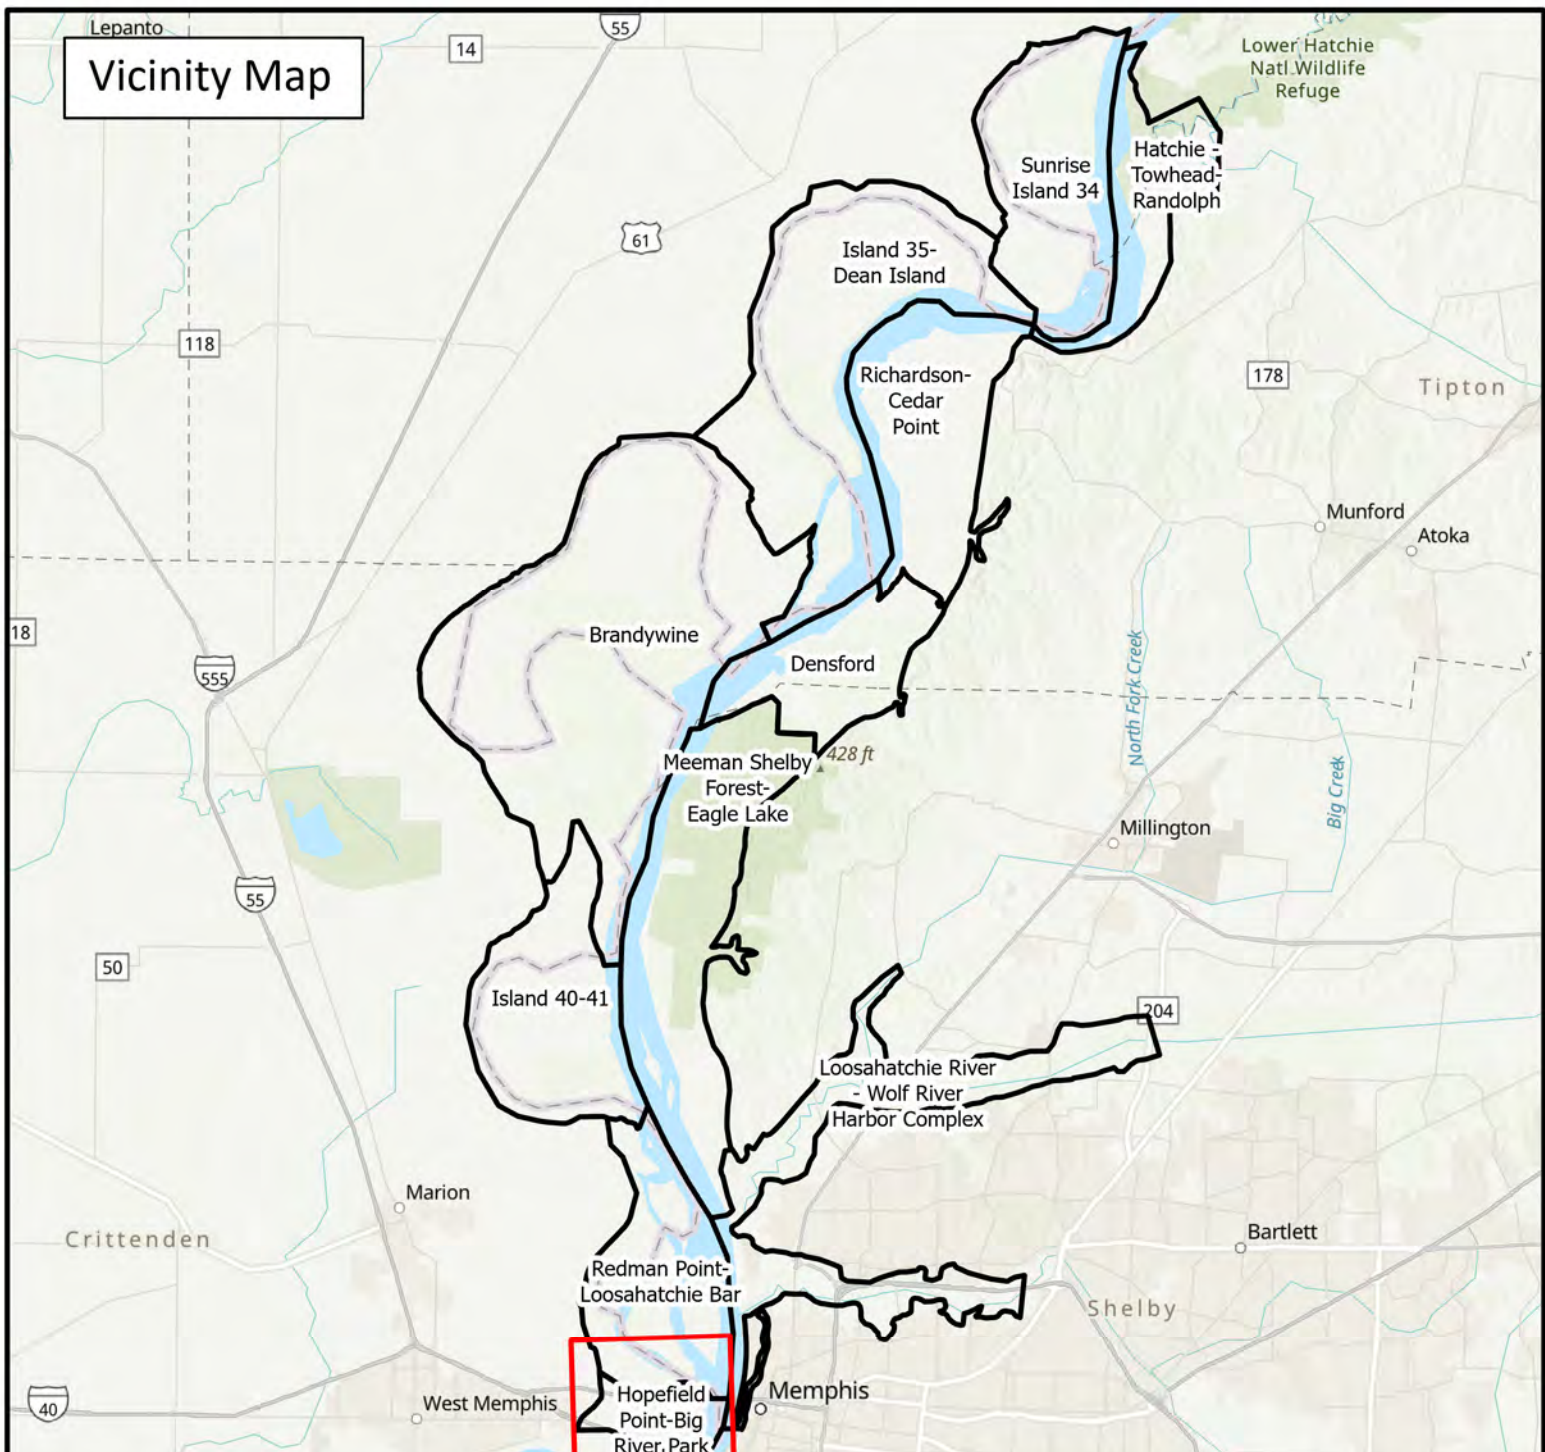 Lepanto
Vicinity Map
14
55
Lower Hatchie
Natl.Wildlife
Refuge
Hatchie -
Towhead-
Randolph
Sunrise
Island 34
61
Island 35-
Dean Island
118
178
Tipton
Richardson-
Cedar
Point
Munford
Atoka
18
Brandywine
555
Densford
North Fork Creek
Meeman Shelby
Forest-
Eagle Lake
428 ft
Big Creek
Millington
55
50
Island 40-41
204
Loosahatchie River
- Wolf River
Harbor Complex
Marion
Crittenden
Bartlett
Redman Point-
Loosahatchie Bar
Shelby
40
West Memphis
Hopefield
Point-Big
River Park
Memphis